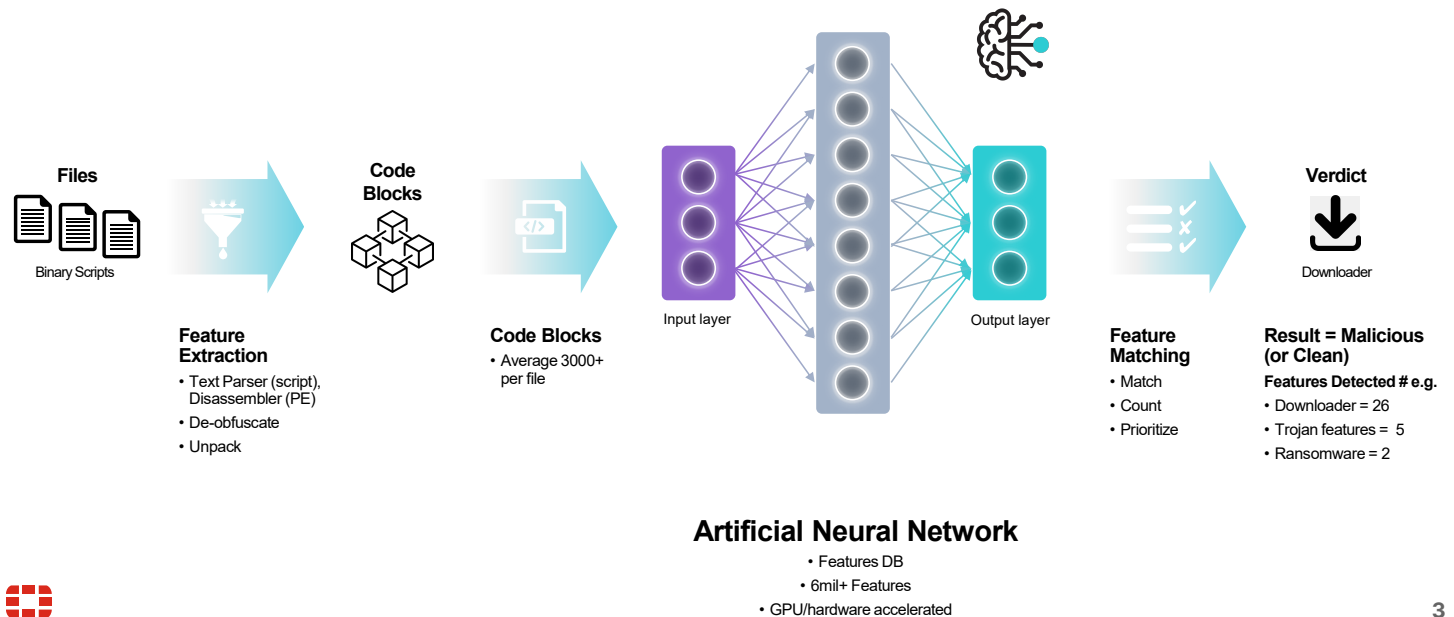 Files
Binary Scripts
Feature
Extraction
• Text Parser (script),
Disassembler (PE)
• De-obfuscate
• Unpack
Code
Blocks
</>
Code Blocks
• Average 3000+
per file
Input layer
Output layer
Artificial Neural Network
• Features DB
• 6mil+ Features
• GPU/hardware accelerated
Feature
Matching
• Match
• Count
• Prioritize
Verdict
Downloader
Result = Malicious
(or Clean)
Features Detected # e.g.
• Downloader = 26
• Trojan features = 5
• Ransomware = 2
3